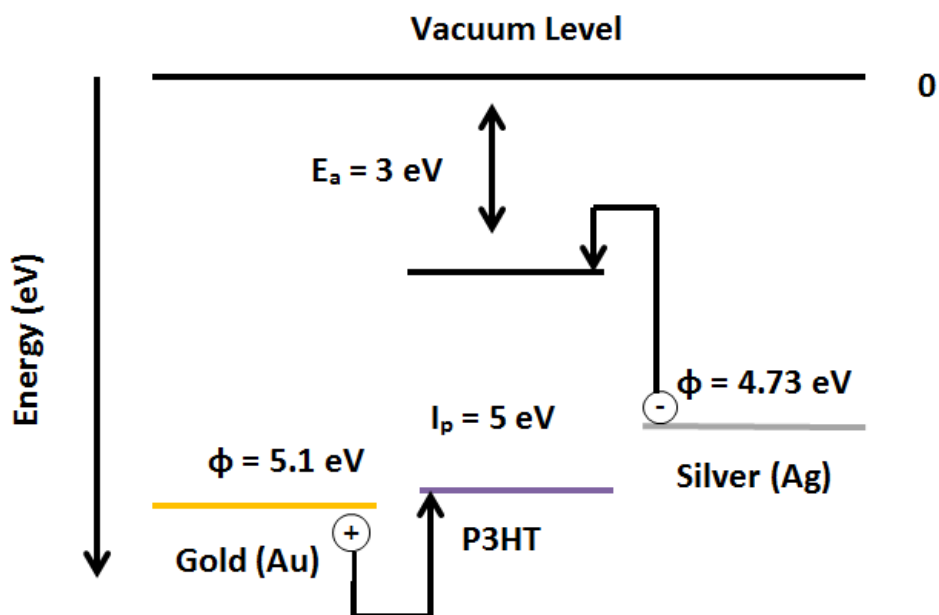 Vacuum Level
0
Eₐ = 3 eV
Energy (eV)
ϕ = 4.73 eV
-
Iₚ = 5 eV
ϕ = 5.1 eV
Silver (Ag)
+
P3HT
Gold (Au)